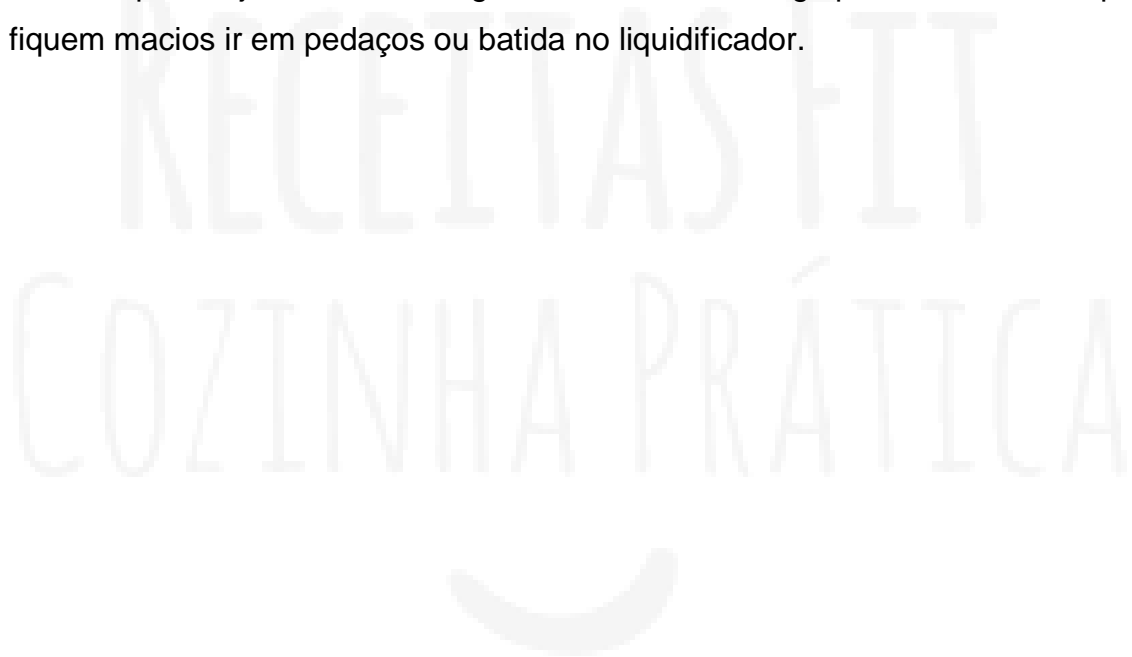 fiquem macios ir em pedaços ou batida no liquidificador.
RECEITAS FIT
COZINHA PRÁTICA